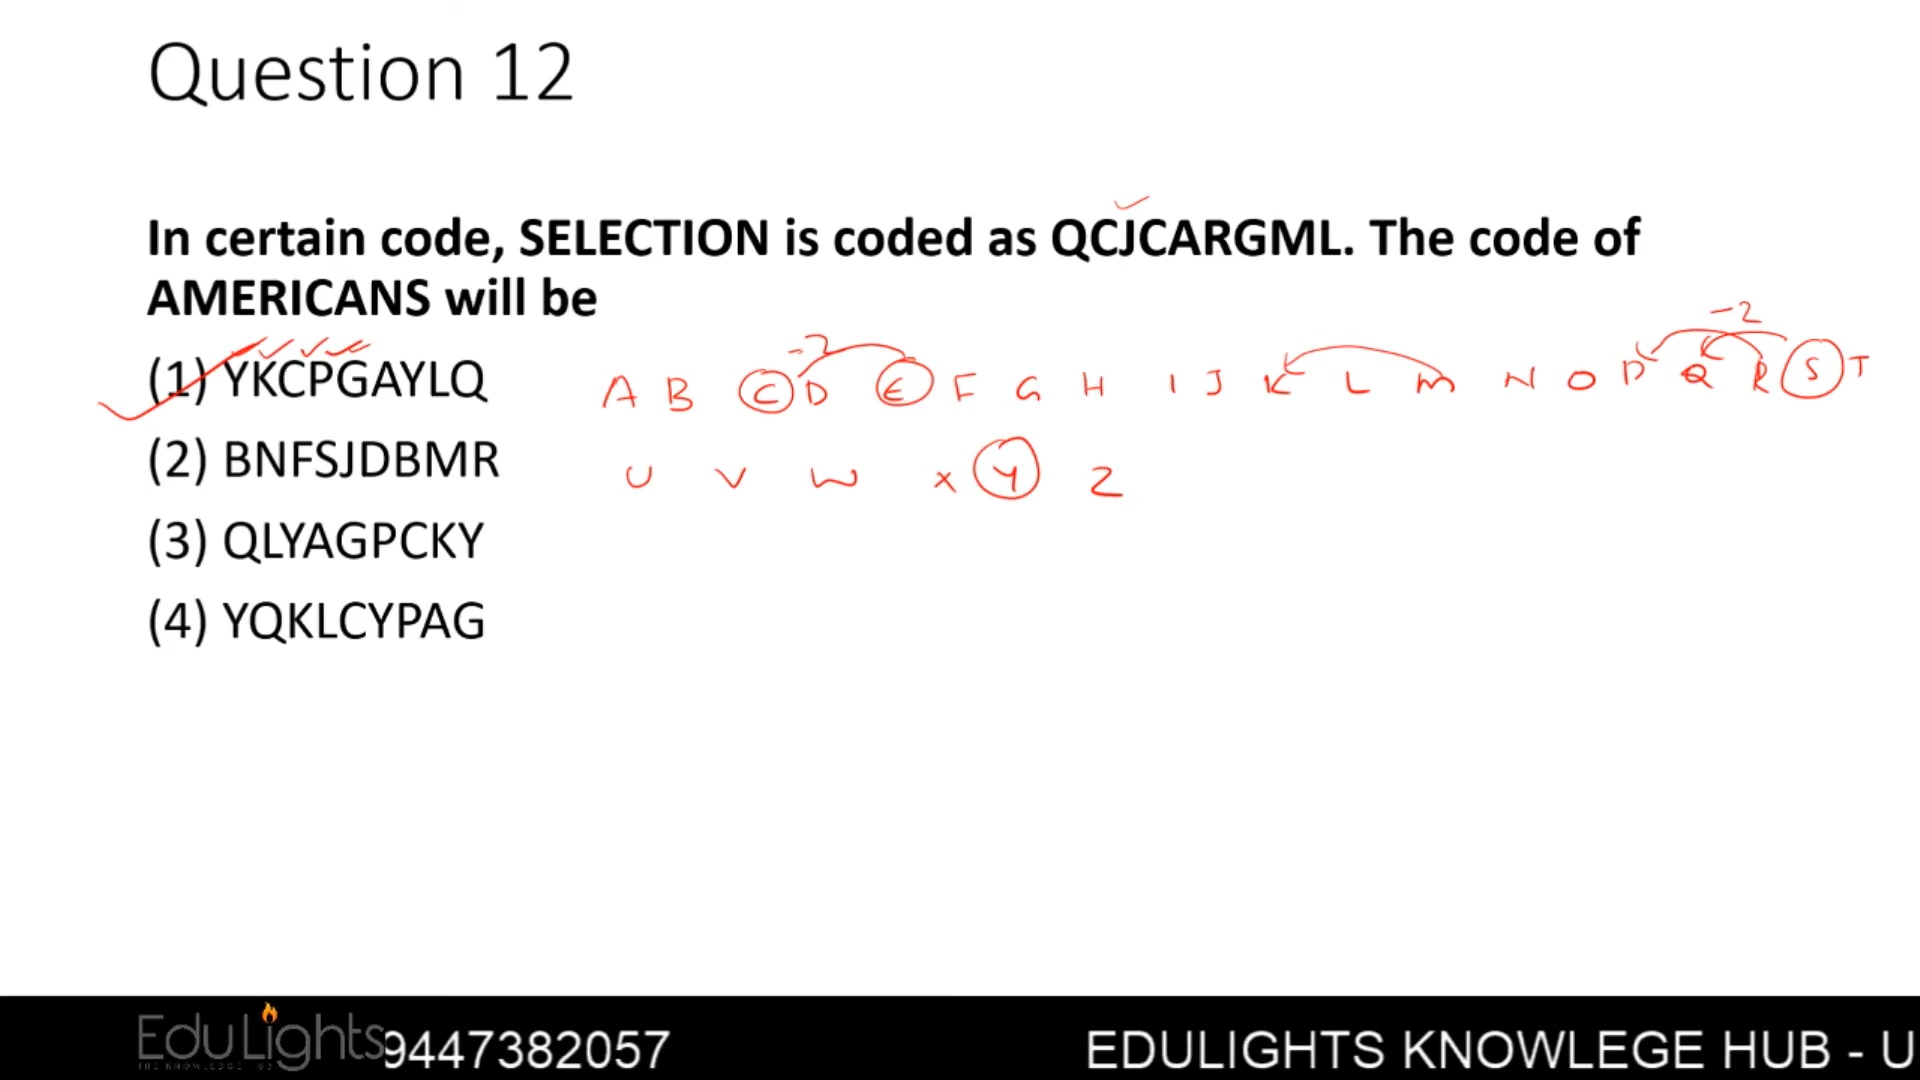 Question 12
In certain code, SELECTION is coded as QCJCARGML. The code of
AMERICANS will be
-2
-2
(1) YKCPGAYLQ
A B C D E F G H I J K L M N O P Q R S T
(2) BNFSJDBMR
U V W X Y Z
(3) QLYAGPCKY
(4) YQKLCYPAG
EduLights 9447382057 EDULIGHTS KNOWLEGE HUB - U